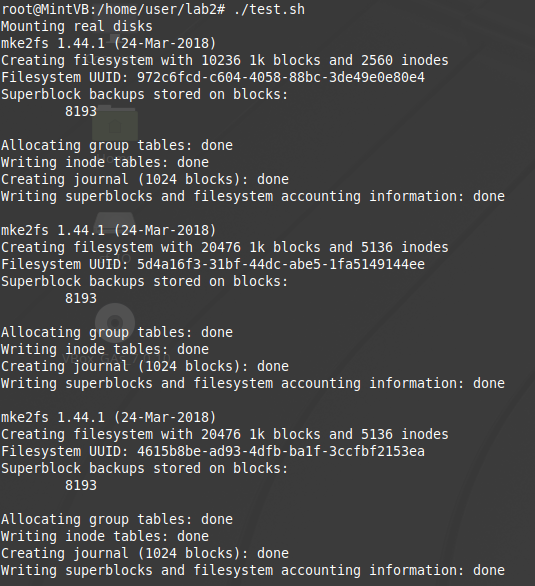 root@MintVB:/home/user/lab2# ./test.sh
Mounting real disks
mke2fs 1.44.1 (24-Mar-2018)
Creating filesystem with 10236 1k blocks and 2560 inodes
Filesystem UUID: 972c6fcd-c604-4058-88bc-3de49e0e80e4
Superblock backups stored on blocks:
        8193

Allocating group tables: done
Writing inode tables: done
Creating journal (1024 blocks): done
Writing superblocks and filesystem accounting information: done

mke2fs 1.44.1 (24-Mar-2018)
Creating filesystem with 20476 1k blocks and 5136 inodes
Filesystem UUID: 5d4a16f3-31bf-44dc-abe5-1fa5149144ee
Superblock backups stored on blocks:
        8193

Allocating group tables: done
Writing inode tables: done
Creating journal (1024 blocks): done
Writing superblocks and filesystem accounting information: done

mke2fs 1.44.1 (24-Mar-2018)
Creating filesystem with 20476 1k blocks and 5136 inodes
Filesystem UUID: 4615b8be-ad93-4dfb-ba1f-3ccfbf2153ea
Superblock backups stored on blocks:
        8193

Allocating group tables: done
Writing inode tables: done
Creating journal (1024 blocks): done
Writing superblocks and filesystem accounting information: done